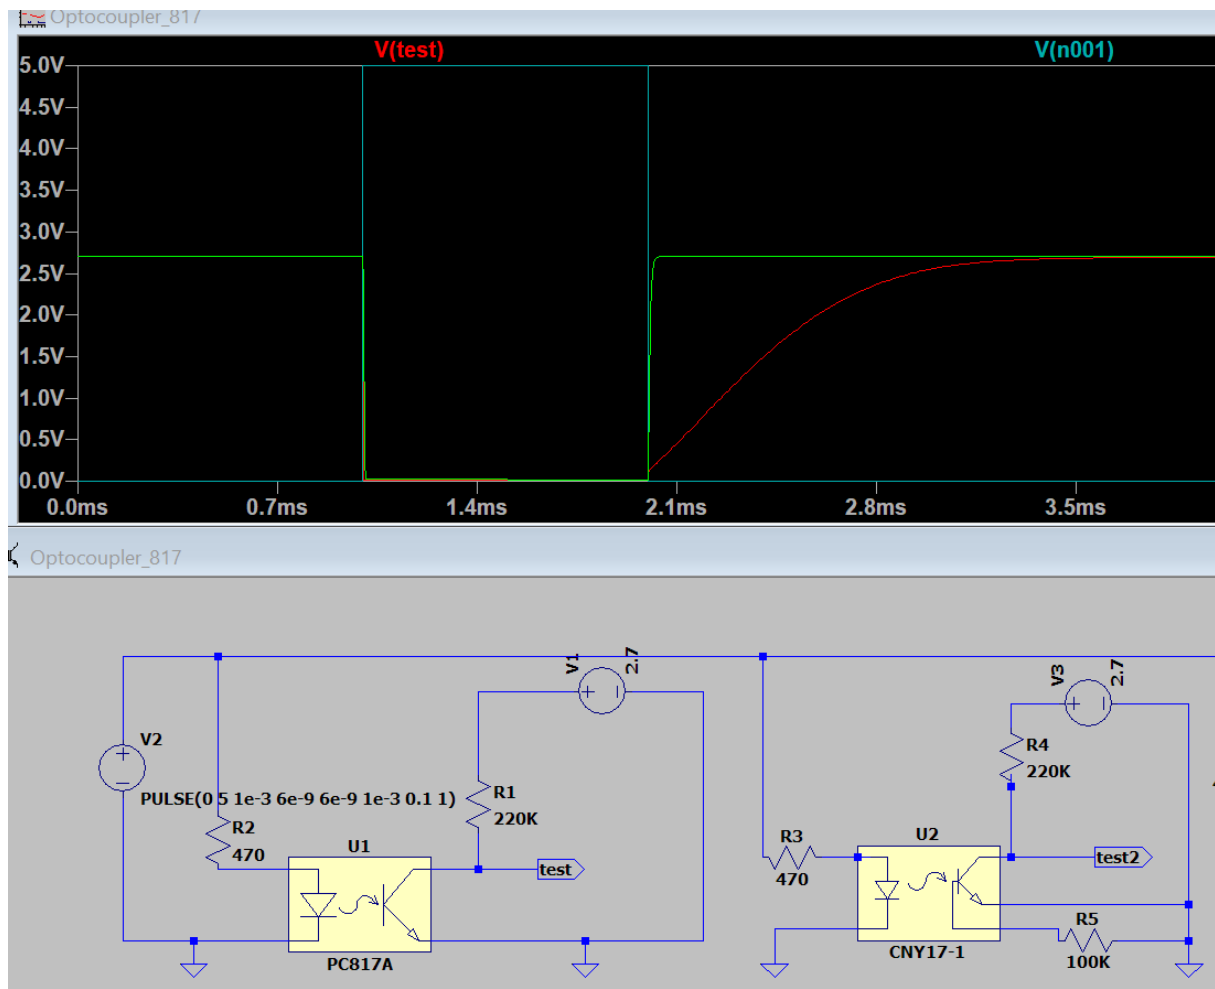 Optocoupler_817
V(test) V(n001)
5.0V
4.5V
4.0V
3.5V
3.0V
2.5V
2.0V
1.5V
1.0V
0.5V
0.0V
0.0ms 0.7ms 1.4ms 2.1ms 2.8ms 3.5ms
Optocoupler_817
V1
2.7
V3
2.7
V2
PULSE(0 5 1e-3 6e-9 6e-9 1e-3 0.1 1)
R1
220K
R2
470
U1
test
PC817A
R4
220K
R3
470
U2
test2
CNY17-1
R5
100K